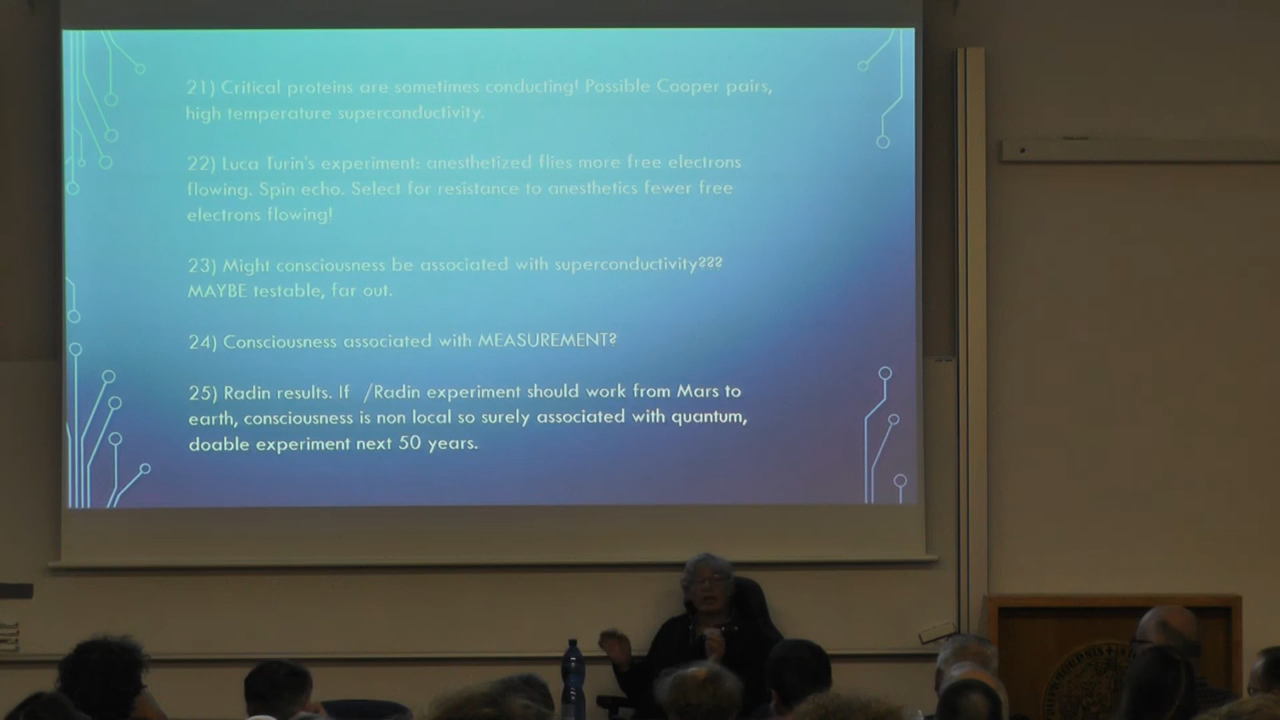 21) Critical proteins are sometimes conducting! Possible Cooper pairs,
high temperature superconductivity.
22) Luca Turin's experiment: anesthetized flies more free electrons
flowing. Spin echo. Select for resistance to anesthetics fewer free
electrons flowing!
23) Might consciousness be associated with superconductivity???
MAYBE testable, far out.
24) Consciousness associated with MEASUREMENT?
25) Radin results. If /Radin experiment should work from Mars to
earth, consciousness is non local so surely associated with quantum,
doable experiment next 50 years.